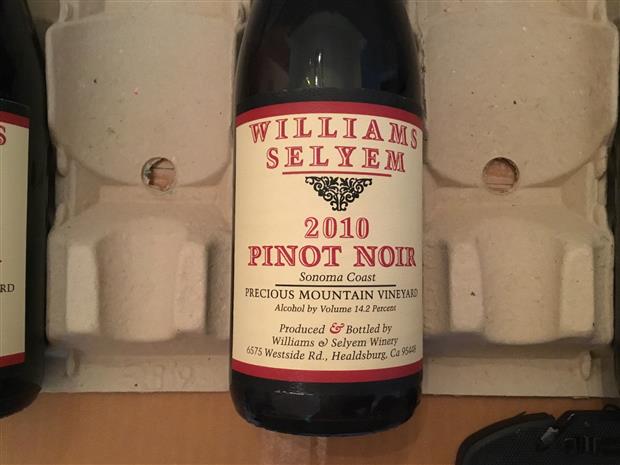 WILLIAMS
SELYEM
2010
PINOT NOIR
Sonoma Coast
PRECIOUS MOUNTAIN VINEYARD
Alcohol by Volume 14.2 Percent
Produced & Bottled by
Williams & Selyem Winery
6575 Westside Rd., Healdsburg, Ca 95448